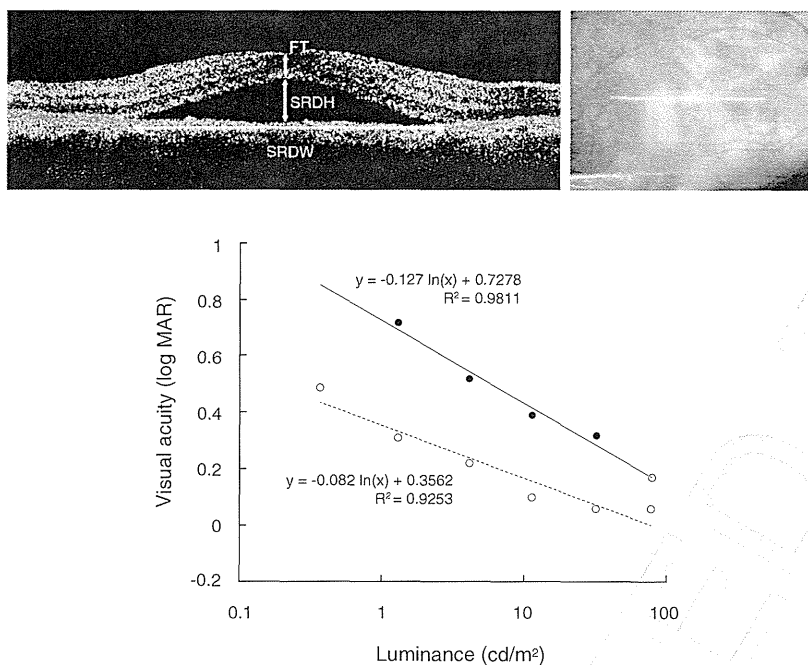 FT
SRDH
SRDW
Visual acuity (log MAR)
1
0.8
0.6
0.4
0.2
0
-0.2
y = -0.127 ln(x) + 0.7278
R² = 0.9811
y = -0.082 ln(x) + 0.3562
R² = 0.9253
0.1
1
10
100
Luminance (cd/m²)